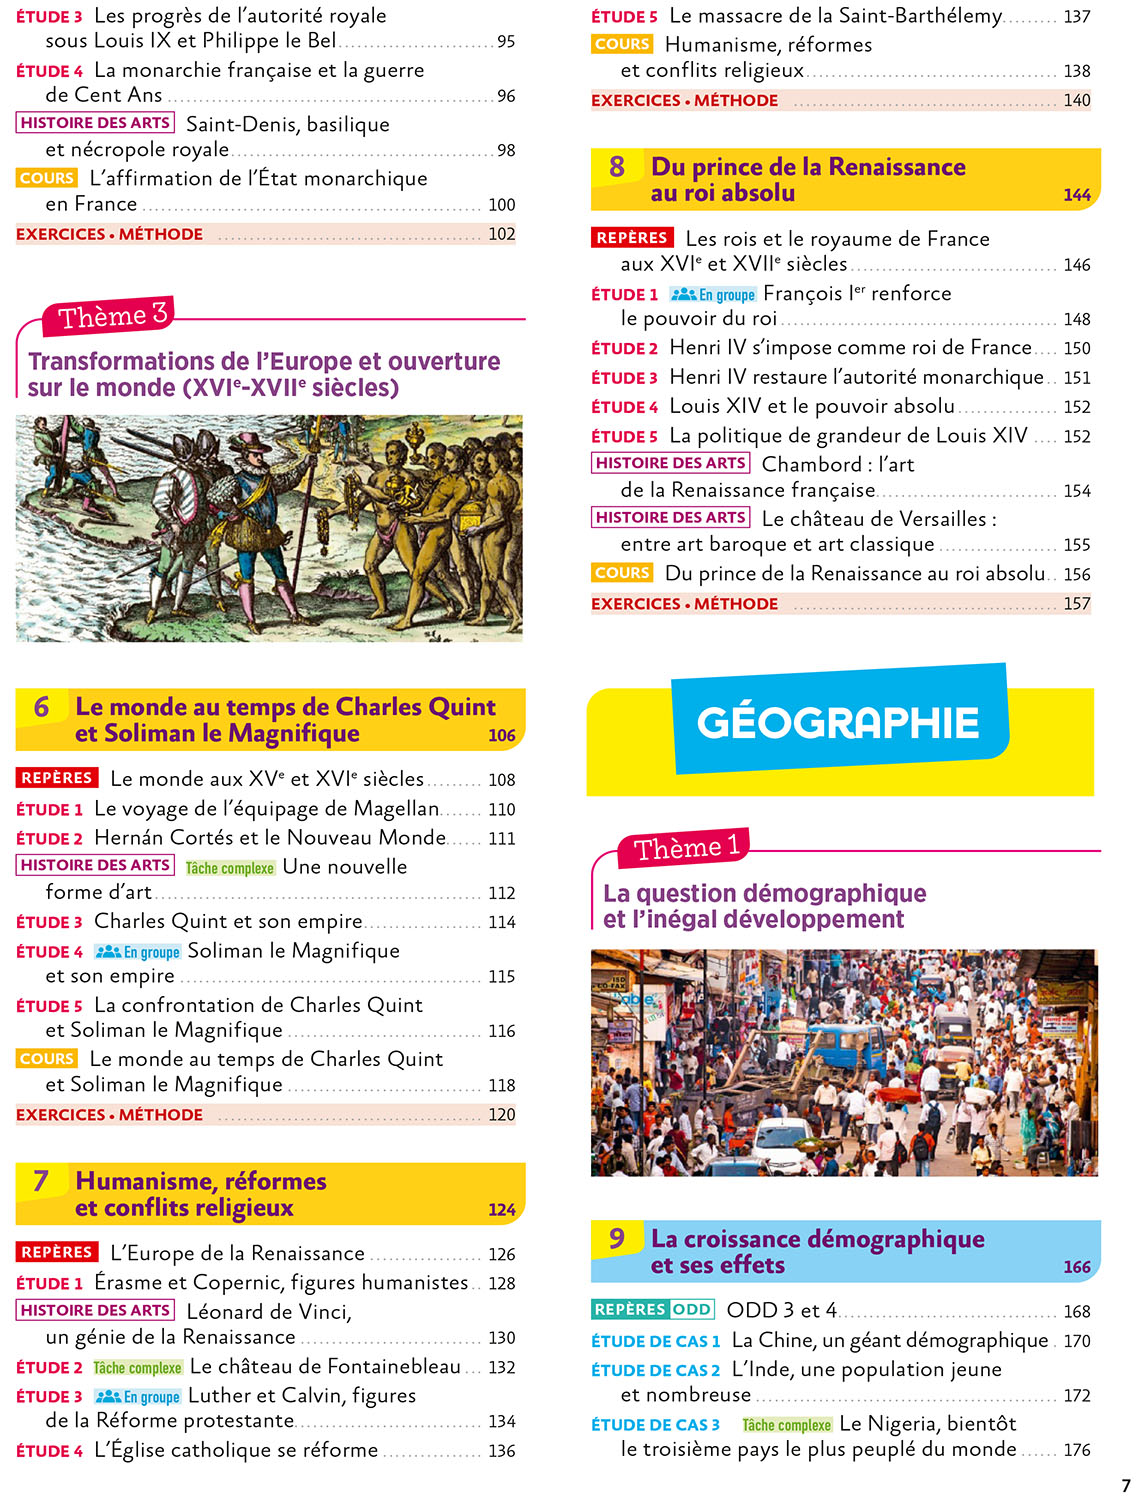 ÉTUDE 3 Les progrès de l'autorité royale
sous Louis IX et Philippe le Bel 95
ÉTUDE 4 La monarchie française et la guerre
de Cent Ans 96
HISTOIRE DES ARTS Saint-Denis, basilique
et nécropole royale 98
COURS L'affirmation de l'État monarchique
en France 100
EXERCICES • MÉTHODE 102
Thème 3
Transformations de l'Europe et ouverture
sur le monde (XVIe-XVIIe siècles)
6 Le monde au temps de Charles Quint
et Soliman le Magnifique 106
REPÈRES Le monde aux XVe et XVIe siècles 108
ÉTUDE 1 Le voyage de l'équipage de Magellan 110
ÉTUDE 2 Hernán Cortés et le Nouveau Monde 111
HISTOIRE DES ARTS Tâche complexe Une nouvelle
forme d'art 112
ÉTUDE 3 Charles Quint et son empire 114
ÉTUDE 4 En groupe Soliman le Magnifique
et son empire 115
ÉTUDE 5 La confrontation de Charles Quint
et Soliman le Magnifique 116
COURS Le monde au temps de Charles Quint
et Soliman le Magnifique 118
EXERCICES • MÉTHODE 120
7 Humanisme, réformes
et conflits religieux 124
REPÈRES L'Europe de la Renaissance 126
ÉTUDE 1 Érasme et Copernic, figures humanistes 128
HISTOIRE DES ARTS Léonard de Vinci,
un génie de la Renaissance 130
ÉTUDE 2 Tâche complexe Le château de Fontainebleau 132
ÉTUDE 3 En groupe Luther et Calvin, figures
de la Réforme protestante 134
ÉTUDE 4 L'Église catholique se réforme 136
ÉTUDE 5 Le massacre de la Saint-Barthélemy 137
COURS Humanisme, réformes
et conflits religieux 138
EXERCICES • MÉTHODE 140
8 Du prince de la Renaissance
au roi absolu 144
REPÈRES Les rois et le royaume de France
aux XVIe et XVIIe siècles 146
ÉTUDE 1 En groupe François Ier renforce
le pouvoir du roi 148
ÉTUDE 2 Henri IV s'impose comme roi de France 150
ÉTUDE 3 Henri IV restaure l'autorité monarchique 151
ÉTUDE 4 Louis XIV et le pouvoir absolu 152
ÉTUDE 5 La politique de grandeur de Louis XIV 152
HISTOIRE DES ARTS Chambord : l'art
de la Renaissance française 154
HISTOIRE DES ARTS Le château de Versailles :
entre art baroque et art classique 155
COURS Du prince de la Renaissance au roi absolu 156
EXERCICES • MÉTHODE 157
GÉOGRAPHIE
Thème 1
La question démographique
et l'inégal développement
ISD
CO-FAX
able
9 La croissance démographique
et ses effets 166
REPÈRES ODD ODD 3 et 4 168
ÉTUDE DE CAS 1 La Chine, un géant démographique 170
ÉTUDE DE CAS 2 L'Inde, une population jeune
et nombreuse 172
ÉTUDE DE CAS 3 Tâche complexe Le Nigeria, bientôt
le troisième pays le plus peuplé du monde 176
7